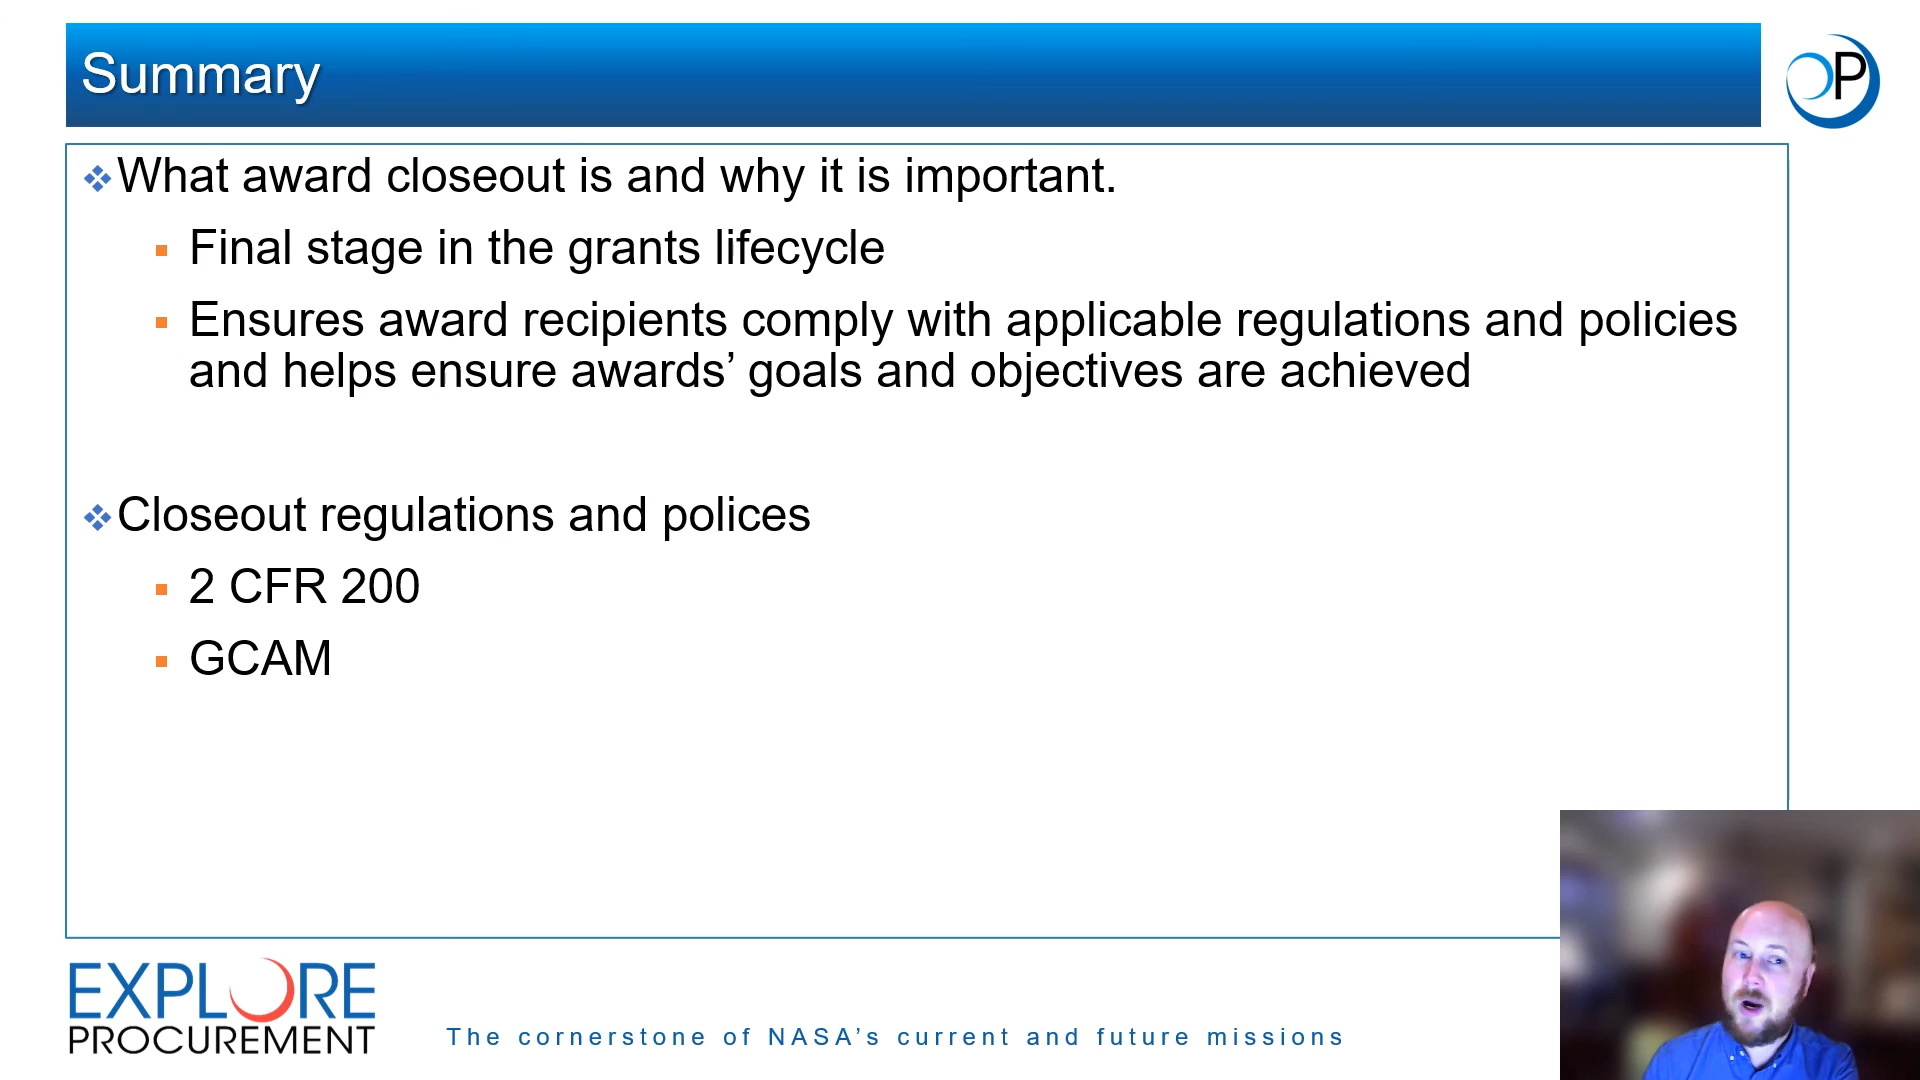 Summary
OP
What award closeout is and why it is important.
Final stage in the grants lifecycle
Ensures award recipients comply with applicable regulations and policies
and helps ensure awards’ goals and objectives are achieved
Closeout regulations and polices
2 CFR 200
GCAM
EXPLORE
PROCUREMENT
The cornerstone of NASA’s current and future missions